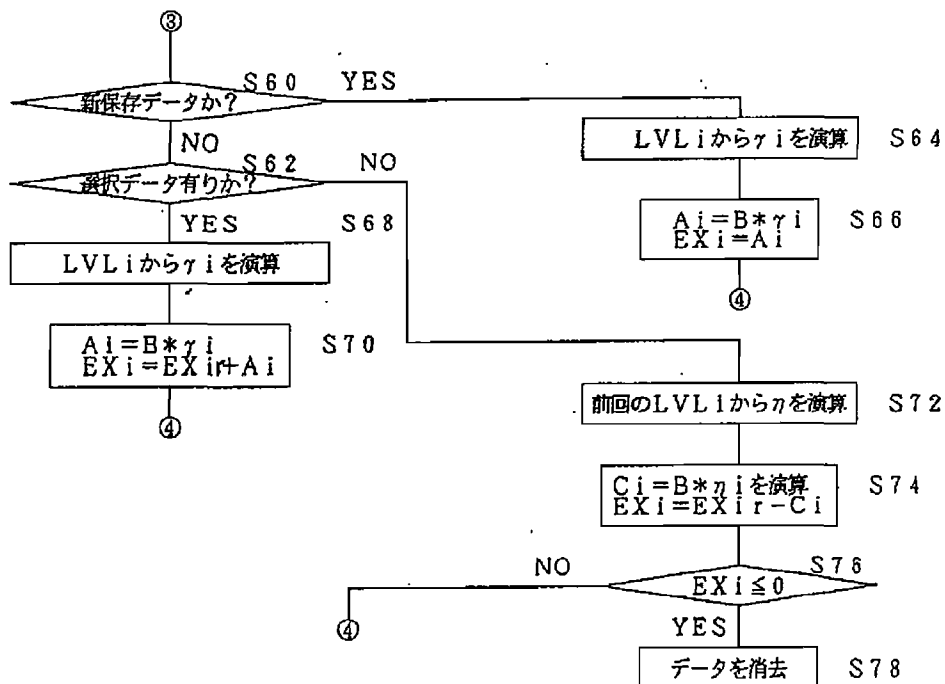 ③
S60
YES
新保存データか?
NO
S62
NO
選択データ有りか?
YES
S68
LVLiからγiを演算
Ai=B*γi
EXi=EXir+Ai
S70
④
LVLiからγiを演算
S64
Ai=B*γi
EXi=Ai
S66
④
前回のLVLiからηを演算
S72
Ci=B*ηiを演算
EXi=EXir-Ci
S74
S76
NO
EXi≦0
④
YES
データを消去
S78